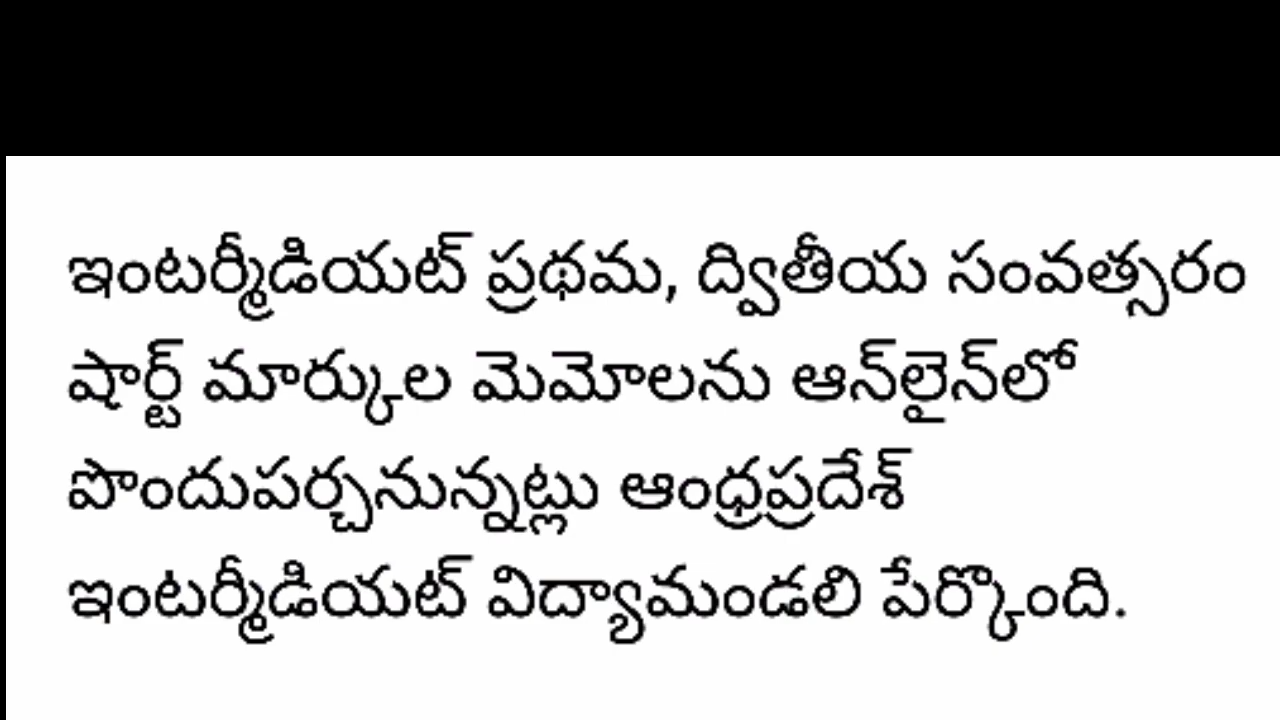 ఇంటర్మీడియట్ ప్రథమ, ద్వితీయ సంవత్సరం
షార్ట్ మార్కుల మెమోలను ఆన్‌లైన్‌లో
పొందుపర్చనున్నట్లు ఆంధ్రప్రదేశ్
ఇంటర్మీడియట్ విద్యామండలి పేర్కొంది.